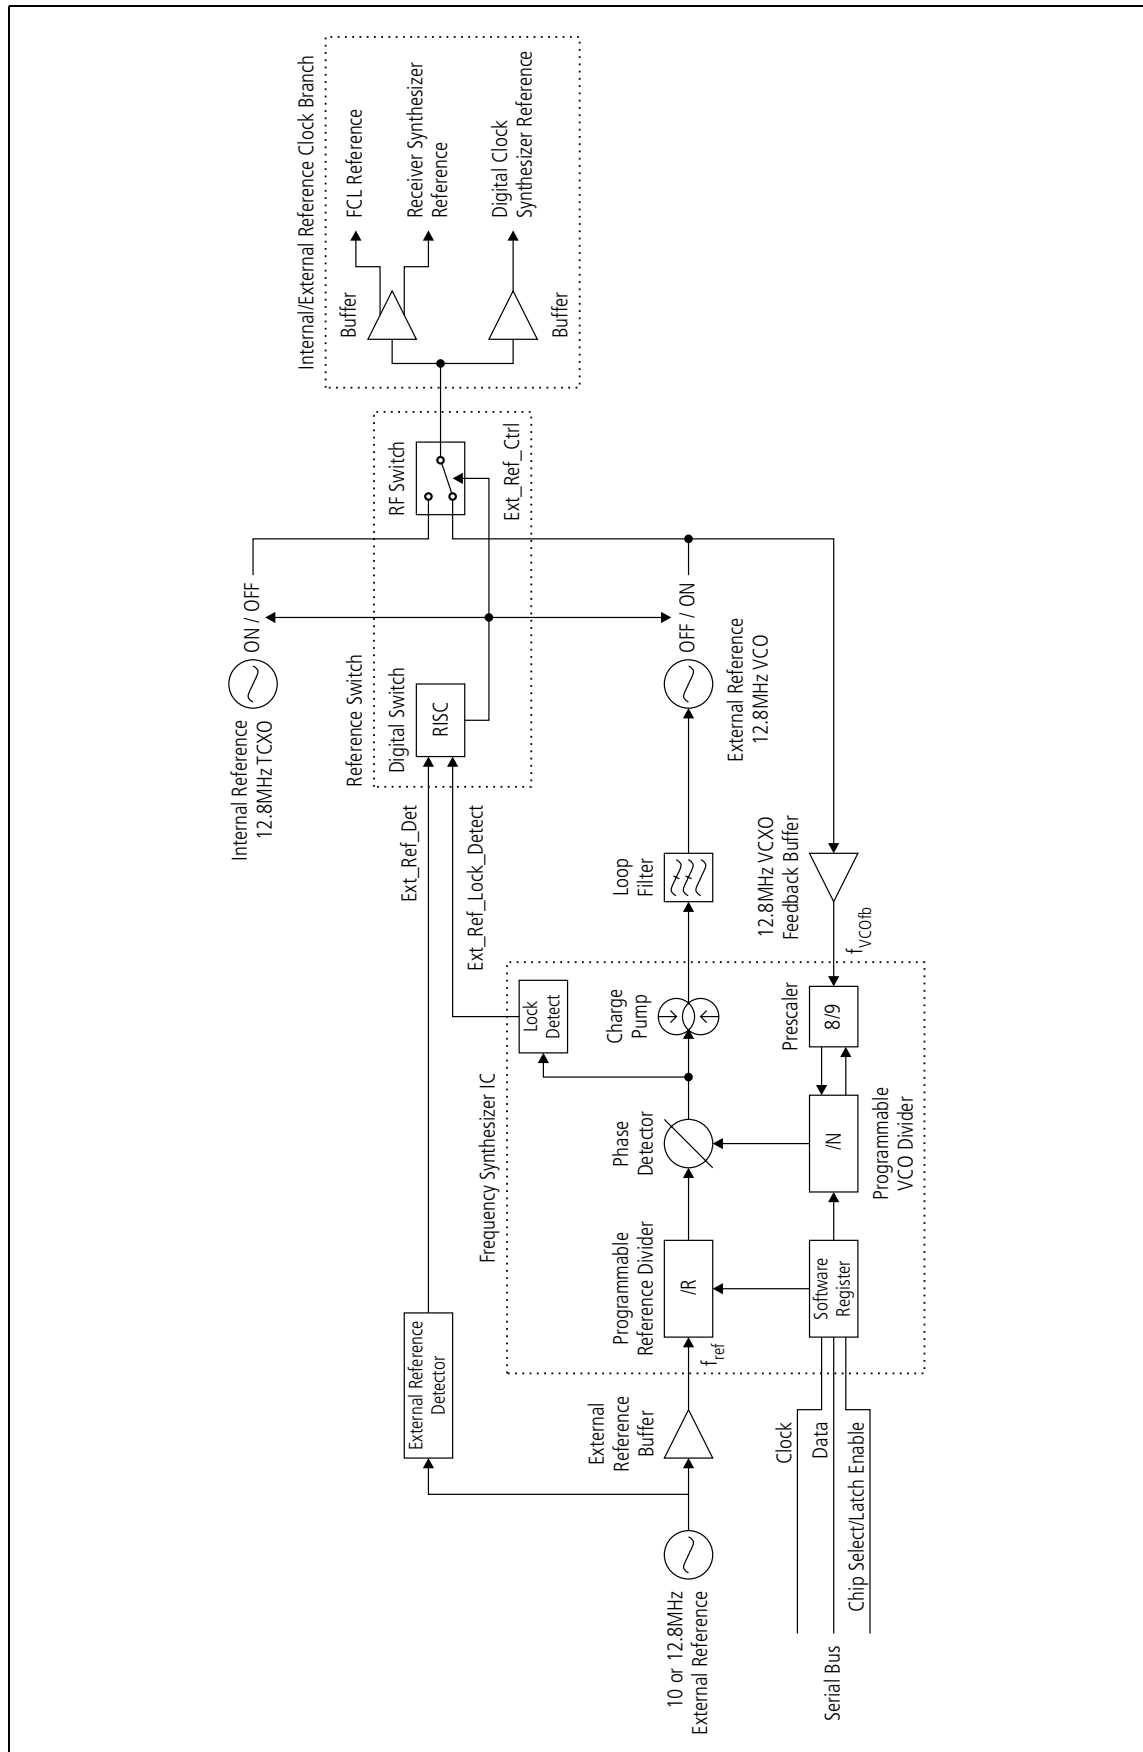 Internal/External Reference Clock Branch
Buffer
FCL Reference
Receiver Synthesizer
Reference
Digital Clock
Synthesizer Reference
Buffer
Internal Reference
12.8MHz TCXO
ON / OFF
Reference Switch
Digital Switch
RISC
RF Switch
Ext_Ref_Ctrl
Ext_Ref_Det
Ext_Ref_Lock_Detect
External Reference
Detector
Frequency Synthesizer IC
Lock
Detect
10 or 12.8MHz
External Reference
External
Reference
Buffer
fref
Programmable
Reference Divider
/R
Phase
Detector
Charge
Pump
Loop
Filter
External Reference
12.8MHz VCO
OFF / ON
Serial Bus
Clock
Data
Chip Select/Latch Enable
Software
Register
/N
Programmable
VCO Divider
Prescaler
8/9
fVCOfb
12.8MHz VCXO
Feedback Buffer